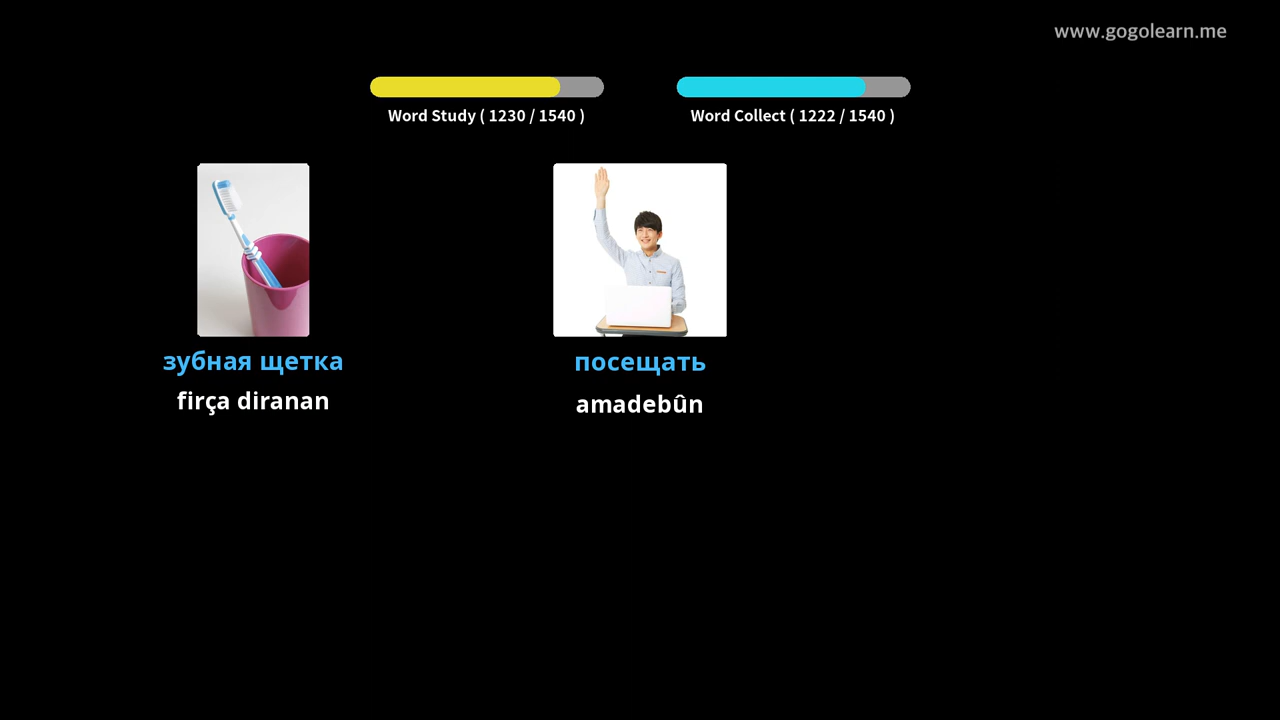 www.gogolearn.me
Word Study ( 1230 / 1540 )
Word Collect ( 1222 / 1540 )
зубная щетка
firça diranan
посещать
amadebûn